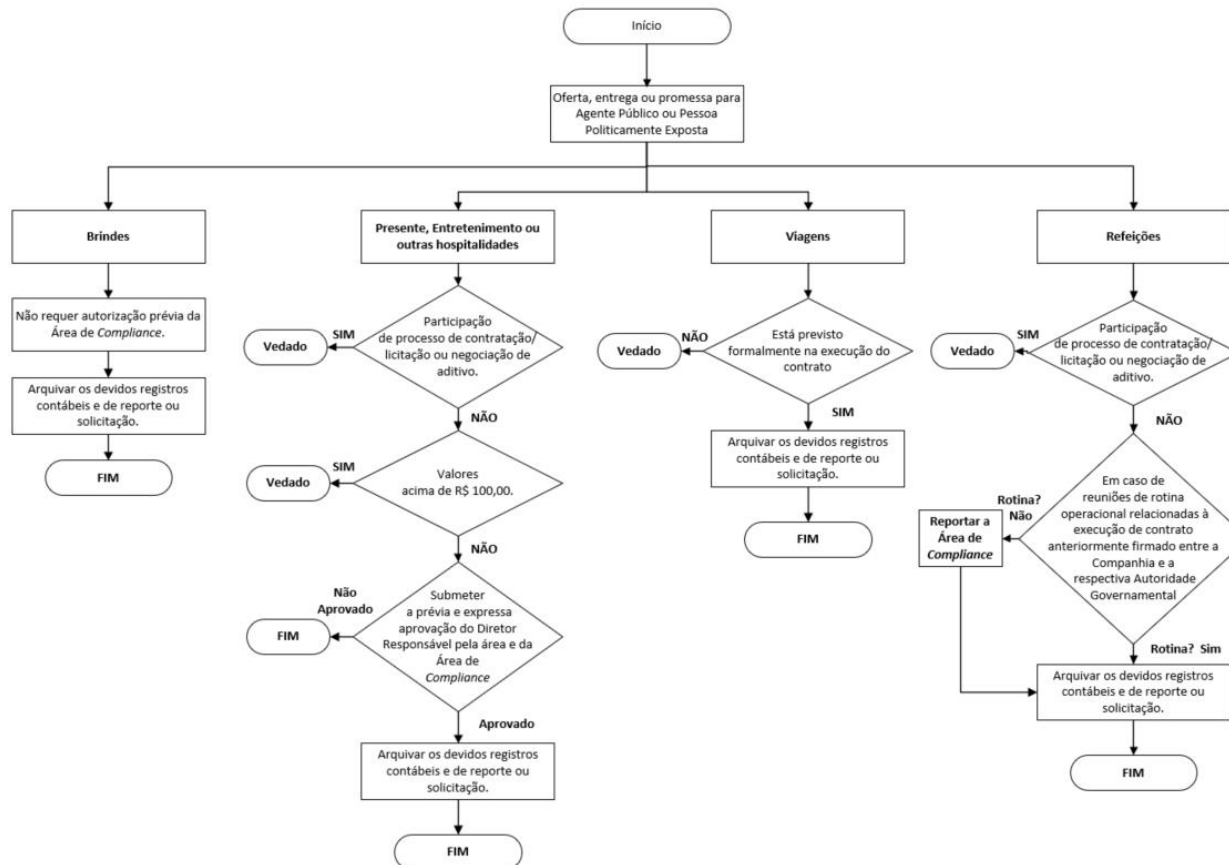 Início
Oferta, entrega ou promessa para
Agente Público ou Pessoa
Politicamente Exposta
Brindes
Não requer autorização prévia da
Área de Compliance.
Arquivar os devidos registros
contábeis e de reporte ou
solicitação.
FIM
Presente, Entretenimento ou
outras hospitalidades
Participação
de processo de contratação/
licitação ou negociação de
aditivo.
SIM
Vedado
NÃO
Valores
acima de R$ 100,00.
SIM
Vedado
NÃO
Submeter
a prévia e expressa
aprovação do Diretor
Responsável pela área e da
Área de
Compliance
Não
Aprovado
FIM
Aprovado
Arquivar os devidos registros
contábeis e de reporte ou
solicitação.
FIM
Viagens
Está previsto
formalmente na execução do
contrato
NÃO
Vedado
SIM
Arquivar os devidos registros
contábeis e de reporte ou
solicitação.
FIM
Refeições
Participação
de processo de contratação/
licitação ou negociação de
aditivo.
SIM
Vedado
NÃO
Em caso de
reuniões de rotina
operacional relacionadas à
execução de contrato
anteriormente firmado entre a
Companhia e a
respectiva Autoridade
Governamental
Rotina?
Não
Reportar a
Área de
Compliance
Rotina? Sim
Arquivar os devidos registros
contábeis e de reporte ou
solicitação.
FIM